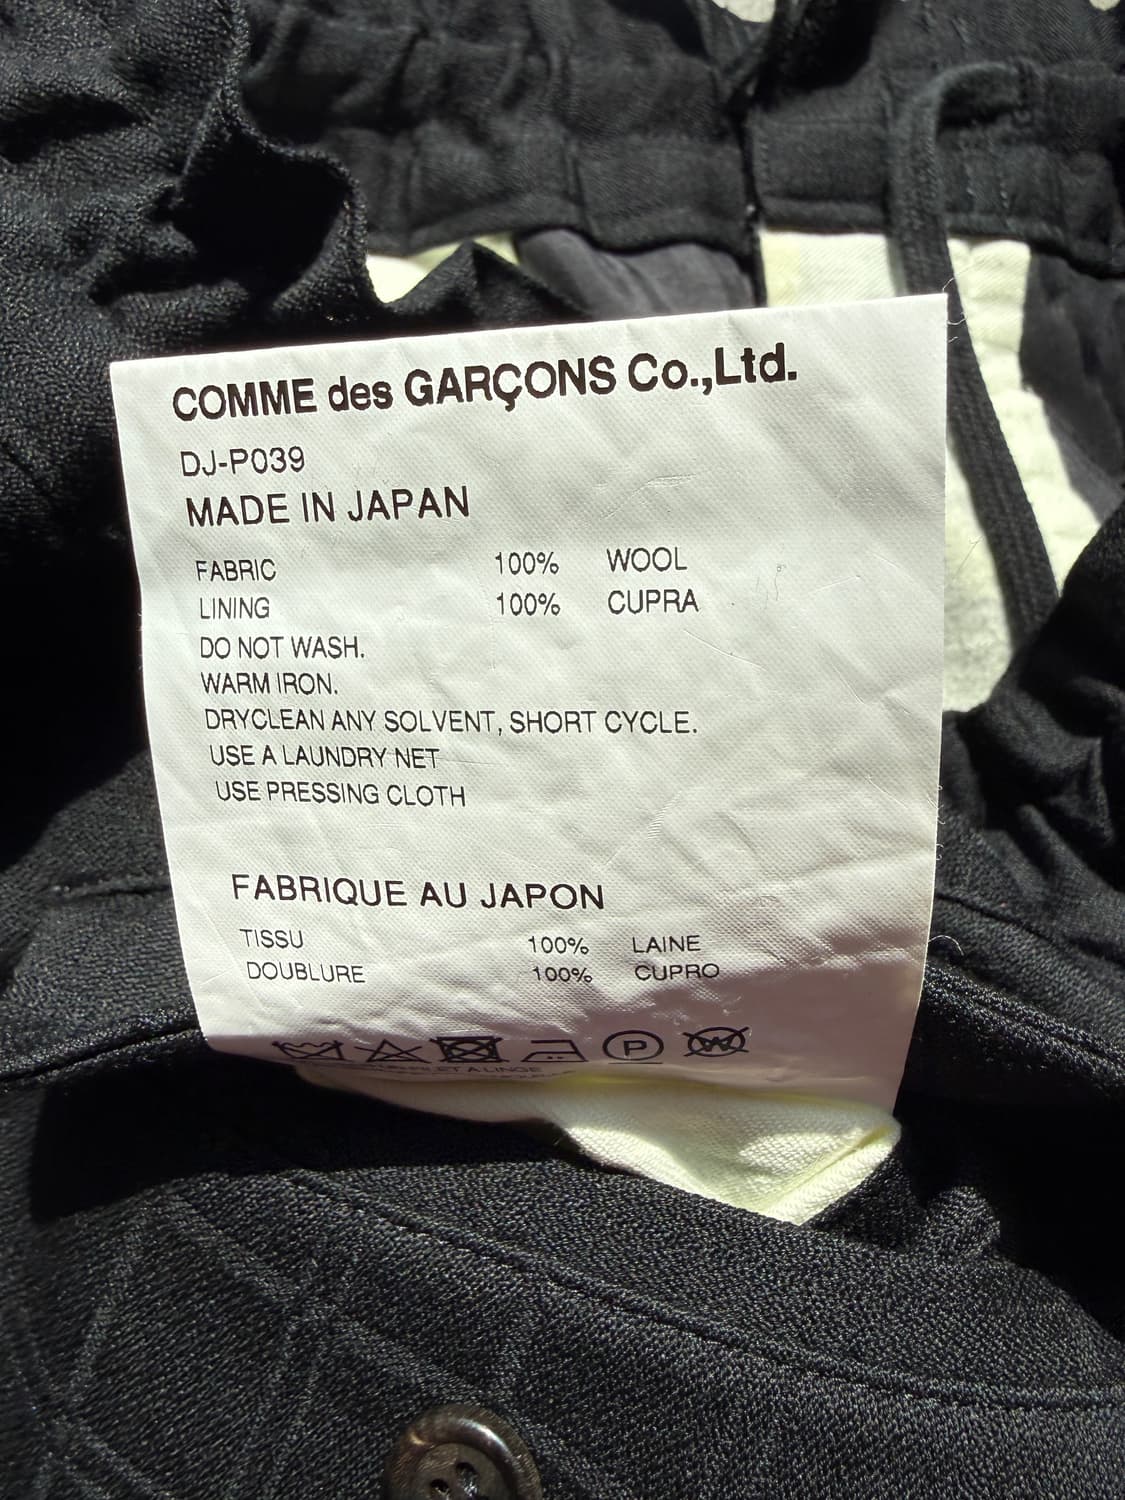 COMME des GARÇONS Co.,Ltd.
DJ-P039
MADE IN JAPAN
FABRIC 100% WOOL
LINING 100% CUPRA
DO NOT WASH.
WARM IRON.
DRYCLEAN ANY SOLVENT, SHORT CYCLE.
USE A LAUNDRY NET
USE PRESSING CLOTH
FABRIQUE AU JAPON
TISSU 100% LAINE
DOUBLURE 100% CUPRO
P W
FILET A LINGE